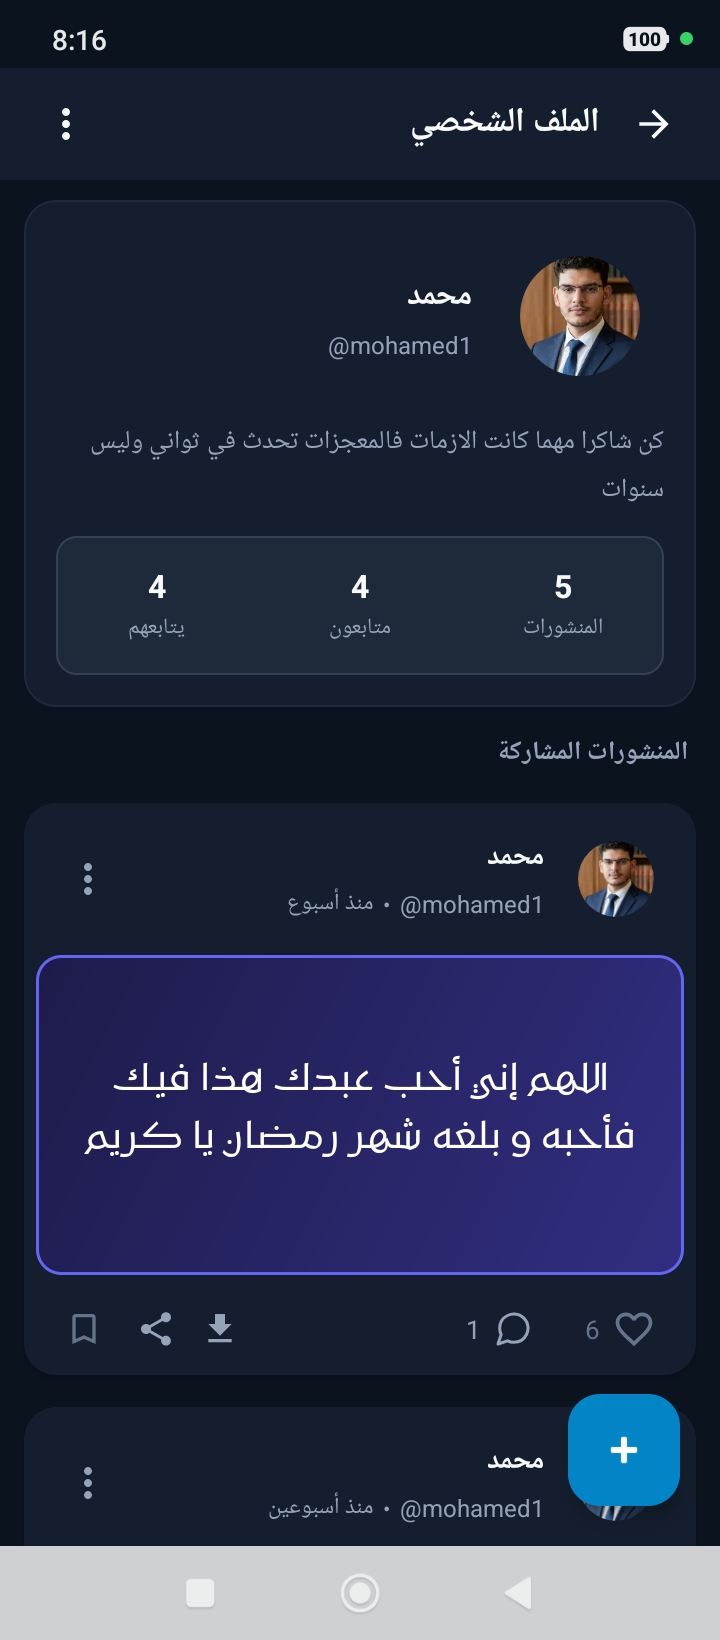 8:16
100
الملف الشخصي
محمد
@mohamed1
كن شاكرا مهما كانت الازمات فالمعجزات تحدث في ثواني وليس
سنوات
5 4 4
المنشورات متابعون يتابعهم
المنشورات المشاركة
محمد
@mohamed1 • منذ أسبوع
اللهم إني أحب عبدك هذا فيك
فأحبه و بلغه شهر رمضان يا كريم
6 1
محمد
@mohamed1 • منذ أسبوعين